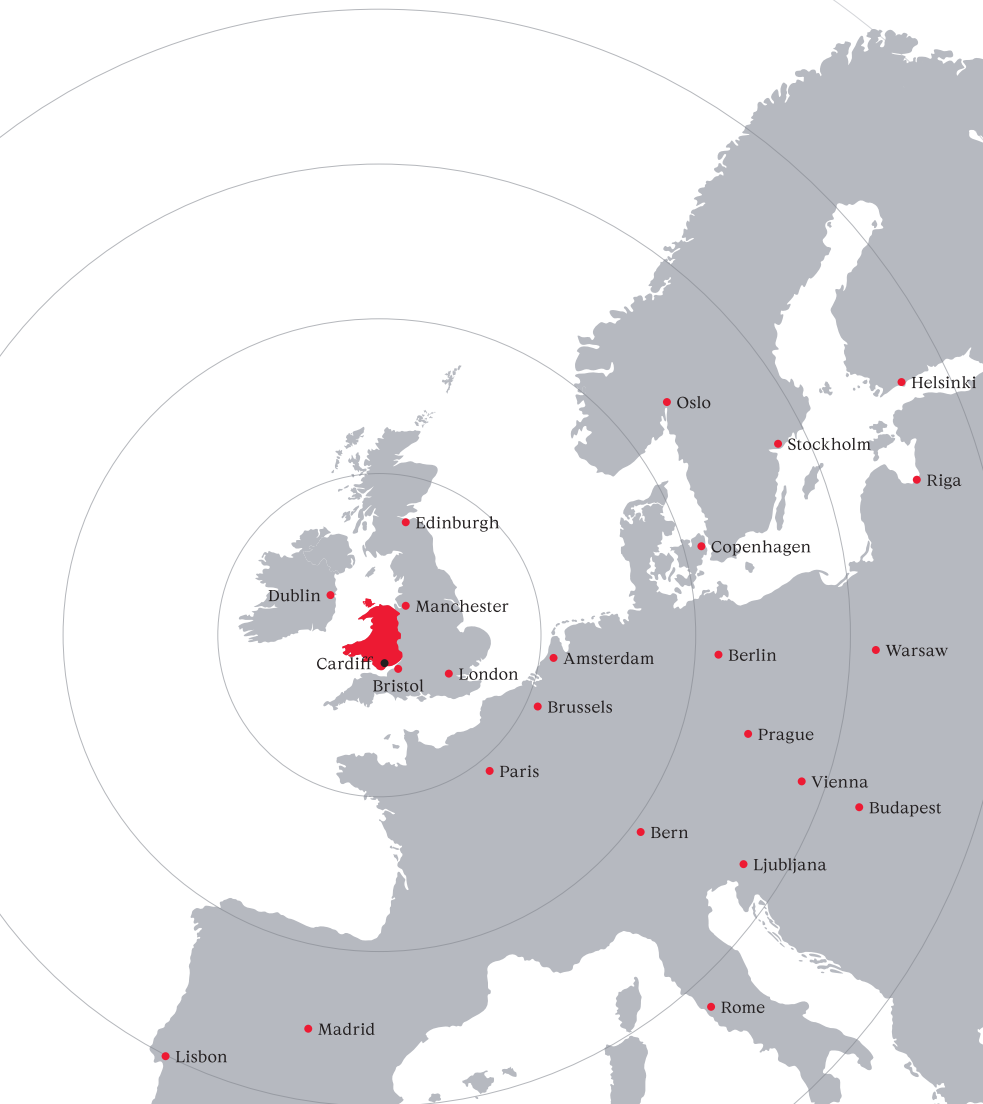 Helsinki
Oslo
Stockholm
Riga
Edinburgh
Copenhagen
Dublin
Manchester
Warsaw
Berlin
Amsterdam
Cardiff
London
Bristol
Brussels
Prague
Paris
Vienna
Budapest
Bern
Ljubljana
Rome
Madrid
Lisbon